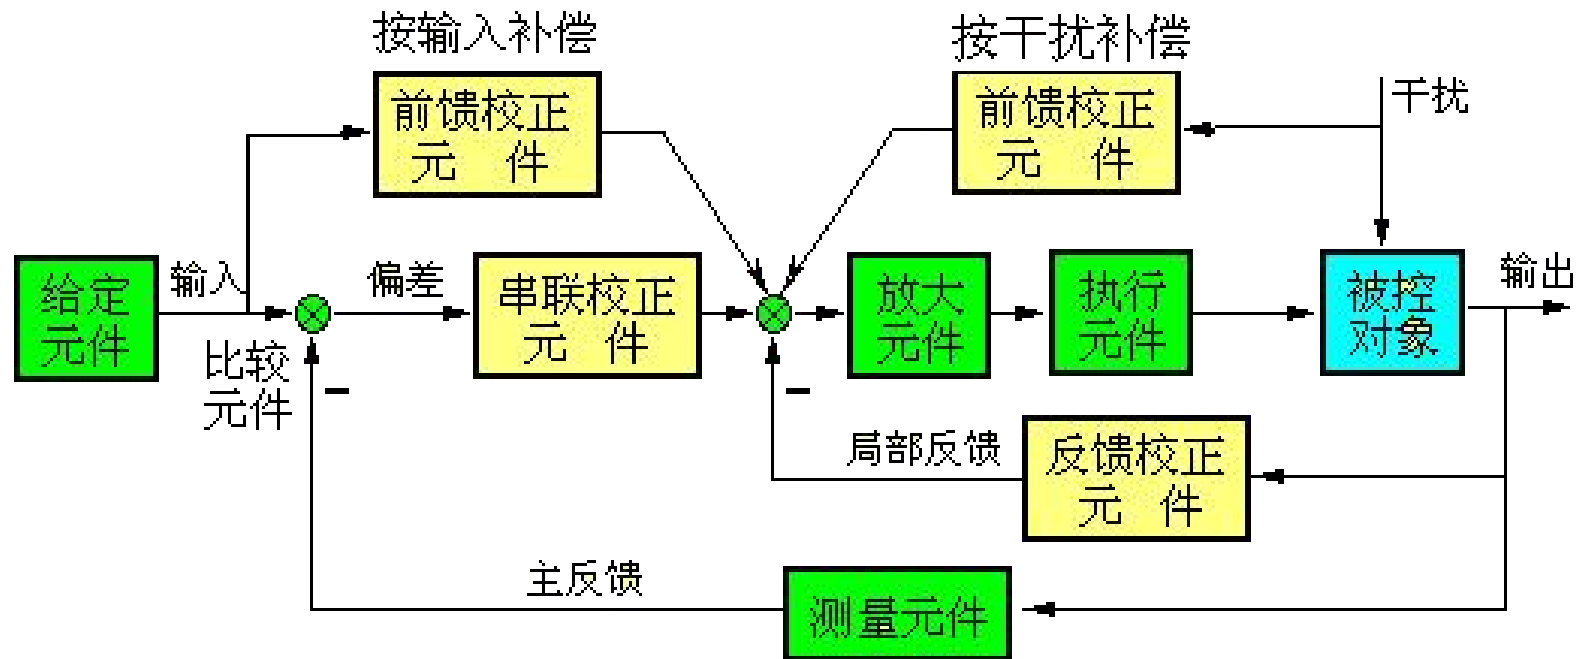 按输入补偿
按干扰补偿
前馈校正
元 件
前馈校正
元 件
干扰
给定
元件
输入
偏差
串联校正
元 件
放大
元件
执行
元件
被控
对象
输出
比较
元件
局部反馈
反馈校正
元 件
主反馈
测量元件